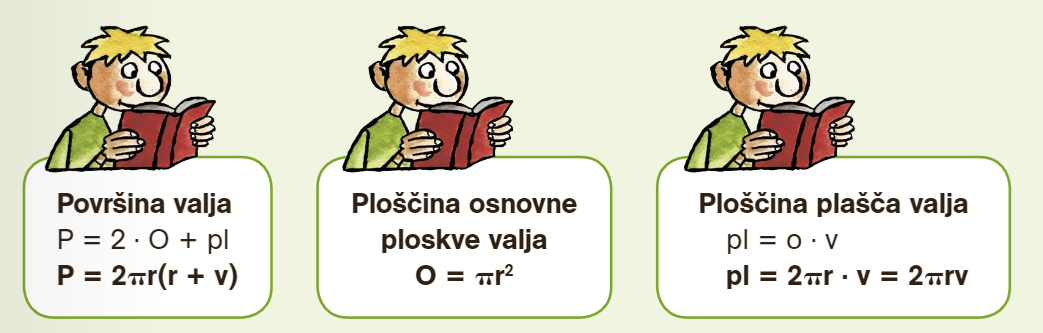 Površina valja
P = 2 · O + pl
P = 2πr(r + v)
Ploščina osnovne
ploskve valja
O = πr²
Ploščina plašča valja
pl = o · v
pl = 2πr · v = 2πrv